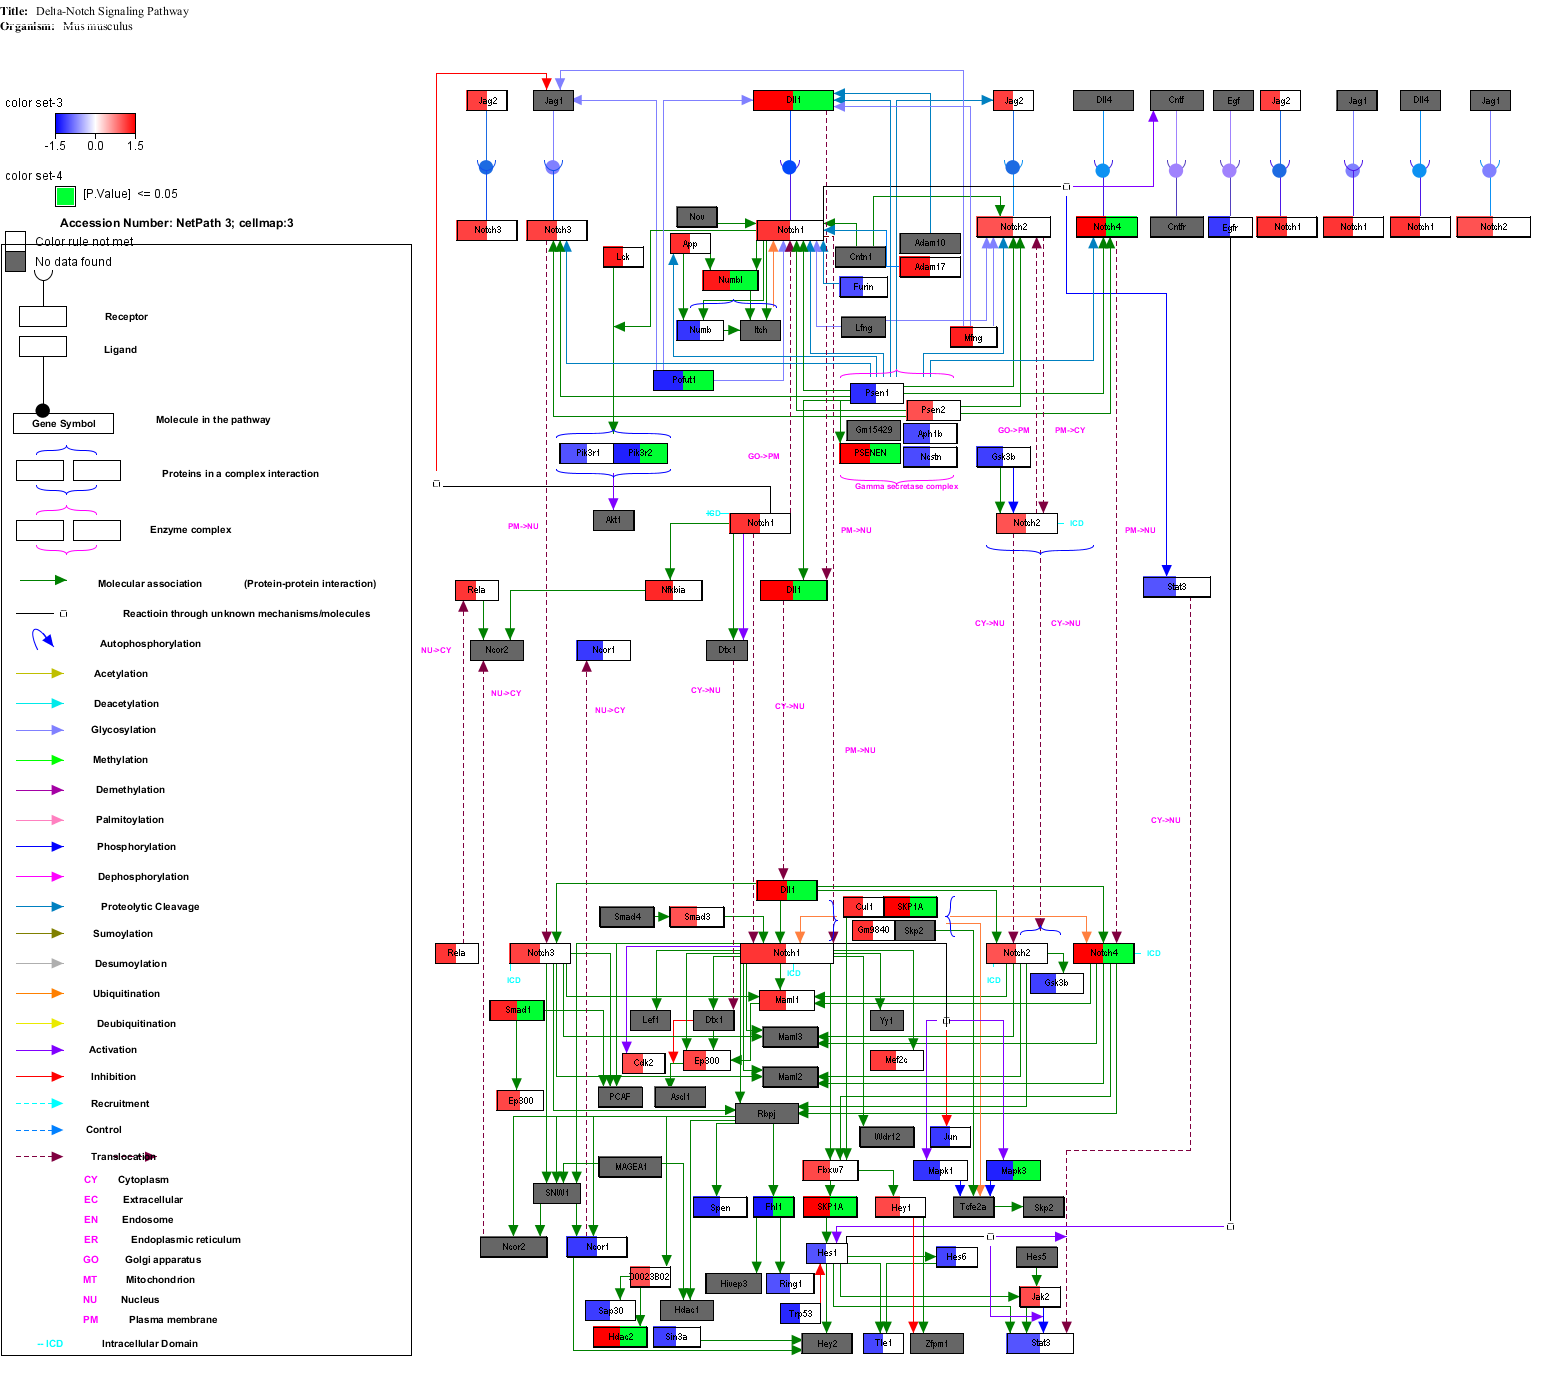 Title: Delta-Notch Signaling Pathway
Organism: Mus musculus
color set-3
-1.5 0.0 1.5
color set-4
[P.Value] <= 0.05
Accession Number: NetPath 3; cellmap:3
Color rule not met
No data found
Receptor
Ligand
Gene Symbol
Molecule in the pathway
Proteins in a complex interaction
Enzyme complex
Molecular association (Protein-protein interaction)
Reactioin through unknown mechanisms/molecules
Autophosphorylation
Acetylation
Deacetylation
Glycosylation
Methylation
Demethylation
Palmitoylation
Phosphorylation
Dephosphorylation
Proteolytic Cleavage
Sumoylation
Desumoylation
Ubiquitination
Deubiquitination
Activation
Inhibition
Recruitment
Control
Translocation
CY Cytoplasm
EC Extracellular
EN Endosome
ER Endoplasmic reticulum
GO Golgi apparatus
MT Mitochondrion
NU Nucleus
PM Plasma membrane
-- ICD Intracellular Domain
Jag2 Jag1 Dll1 Jag2 Dll4 Cntf Egf Jag2 Jag1 Dll4 Jag1
Notch3 Notch3 Nov Notch1 Notch2 Notch4 Cntfr Egfr Notch1 Notch1 Notch1 Notch2
Lck App Cntn1 Adam10
Adam17
Numbl Furin
Numb Itch Lfng Mfng
Pofut1 Psen1
Psen2
Gm15429 Aph1b
GO->PM PM->CY
Pik3r1 Pik3r2 PSENEN Ncstn Gsk3b
GO->PM
Gamma secretase complex
Akt1 ICD Notch1 Notch2 ICD
PM->NU PM->NU PM->NU
Rela Nfkbia Dll1 Stat3
CY->NU CY->NU
Ncor2 Ncor1 Dtx1
NU->CY
NU->CY CY->NU
NU->CY CY->NU
PM->NU
CY->NU
Dll1
Smad4 Smad3 Cul1 SKP1A
Gm9840 Skp2
Rela Notch3 Notch1 Notch2 Notch4 ICD
ICD ICD ICD
Gsk3b
Smad1 Maml1
Lef1 Dtx1 Yy1
Maml3
Cdk2 Ep300 Mef2c
Maml2
Ep300 PCAF Ascl1
Rbpj
Wdr12 Jun
MAGEA1 Fbxw7 Mapk1 Mapk3
SNW1
Spen Fhl1 SKP1A Hey1 Tcfe2a Skp2
Ncor2 Ncor1 Hes1 Hes6 Hes5
D0023B02
Hivep3 Ring1
Jak2
Sap30 Hdac1 Trp53
Hdac2 Sin3a Hey2 Tle1 Zfpm1 Stat3